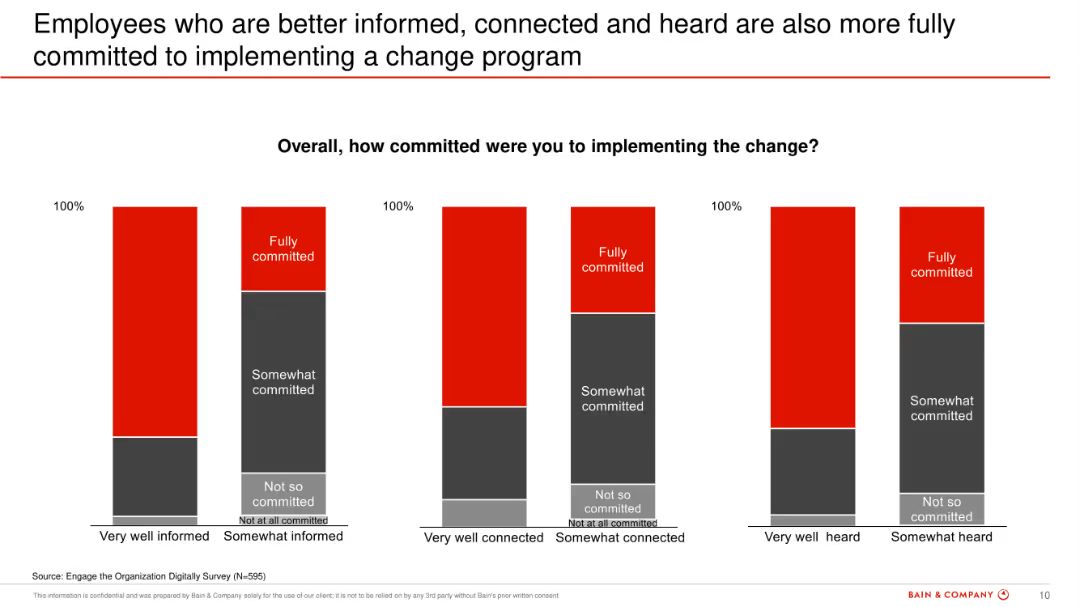 Employees who are better informed, connected and heard are also more fully
committed to implementing a change program
Overall, how committed were you to implementing the change?
100%
Fully
committed
Somewhat
committed
Not so
committed
Not at all committed
Very well informed
Somewhat informed
100%
Fully
committed
Somewhat
committed
Not so
committed
Not at all committed
Very well connected
Somewhat connected
100%
Fully
committed
Somewhat
committed
Not so
committed
Very well  heard
Somewhat heard
Source: Engage the Organization Digitally Survey (N=595)
This information is confidential and was prepared by Bain & Company solely for the use of our client; it is not to be relied on by any 3rd party without Bain's prior written consent
BAIN & COMPANY
10